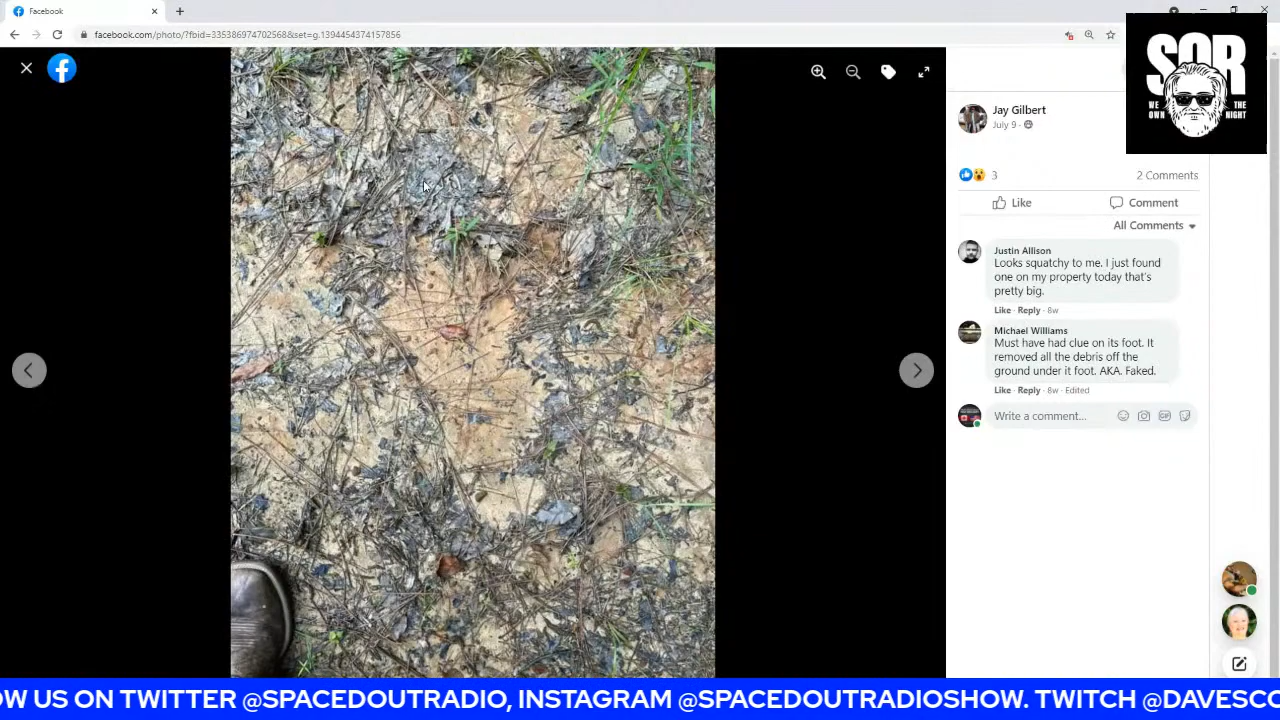 Facebook
facebook.com/photo/?fbid=335386974702568&set=g.1394454374157856
SOR
WE THE
OWN NIGHT
Jay Gilbert
July 9
3
2 Comments
Like
Comment
All Comments
Justin Allison
Looks squatchy to me. I just found
one on my property today that's
pretty big.
Like · Reply · 8w
Michael Williams
Must have had clue on its foot. It
removed all the debris off the
ground under it foot. AKA. Faked.
Like · Reply · 8w · Edited
Write a comment...
GIF
OW US ON TWITTER @SPACEDOUTRADIO, INSTAGRAM @SPACEDOUTRADIOSHOW. TWITCH @DAVESCO